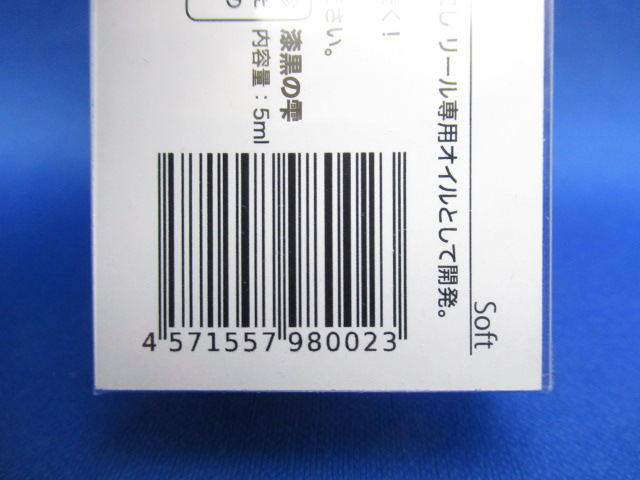 Soft
リール専用オイルとして開発。
く！
さい。
漆黒の雫
内容量：5ml
4 571557 980023